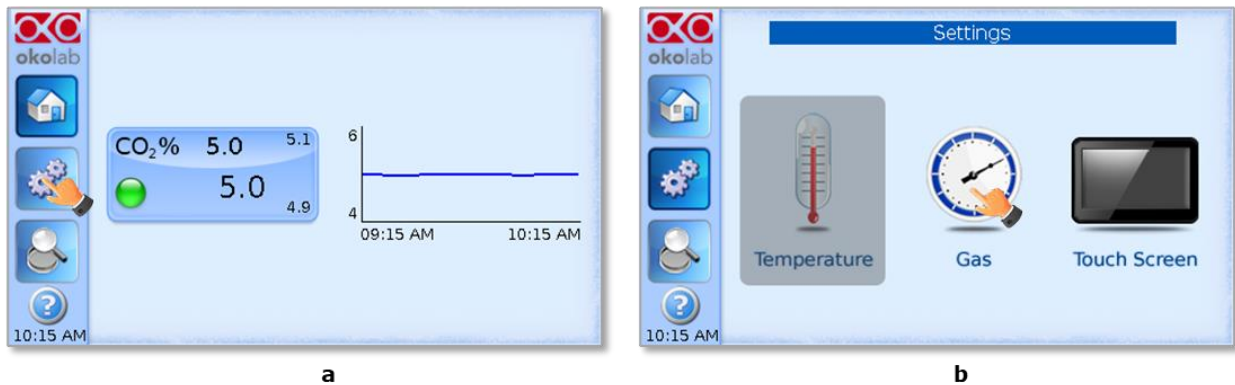 okolab
CO₂% 5.0 5.1
5.0
4.9
6
4
09:15 AM 10:15 AM
10:15 AM
a
okolab
Settings
Temperature Gas Touch Screen
10:15 AM
b